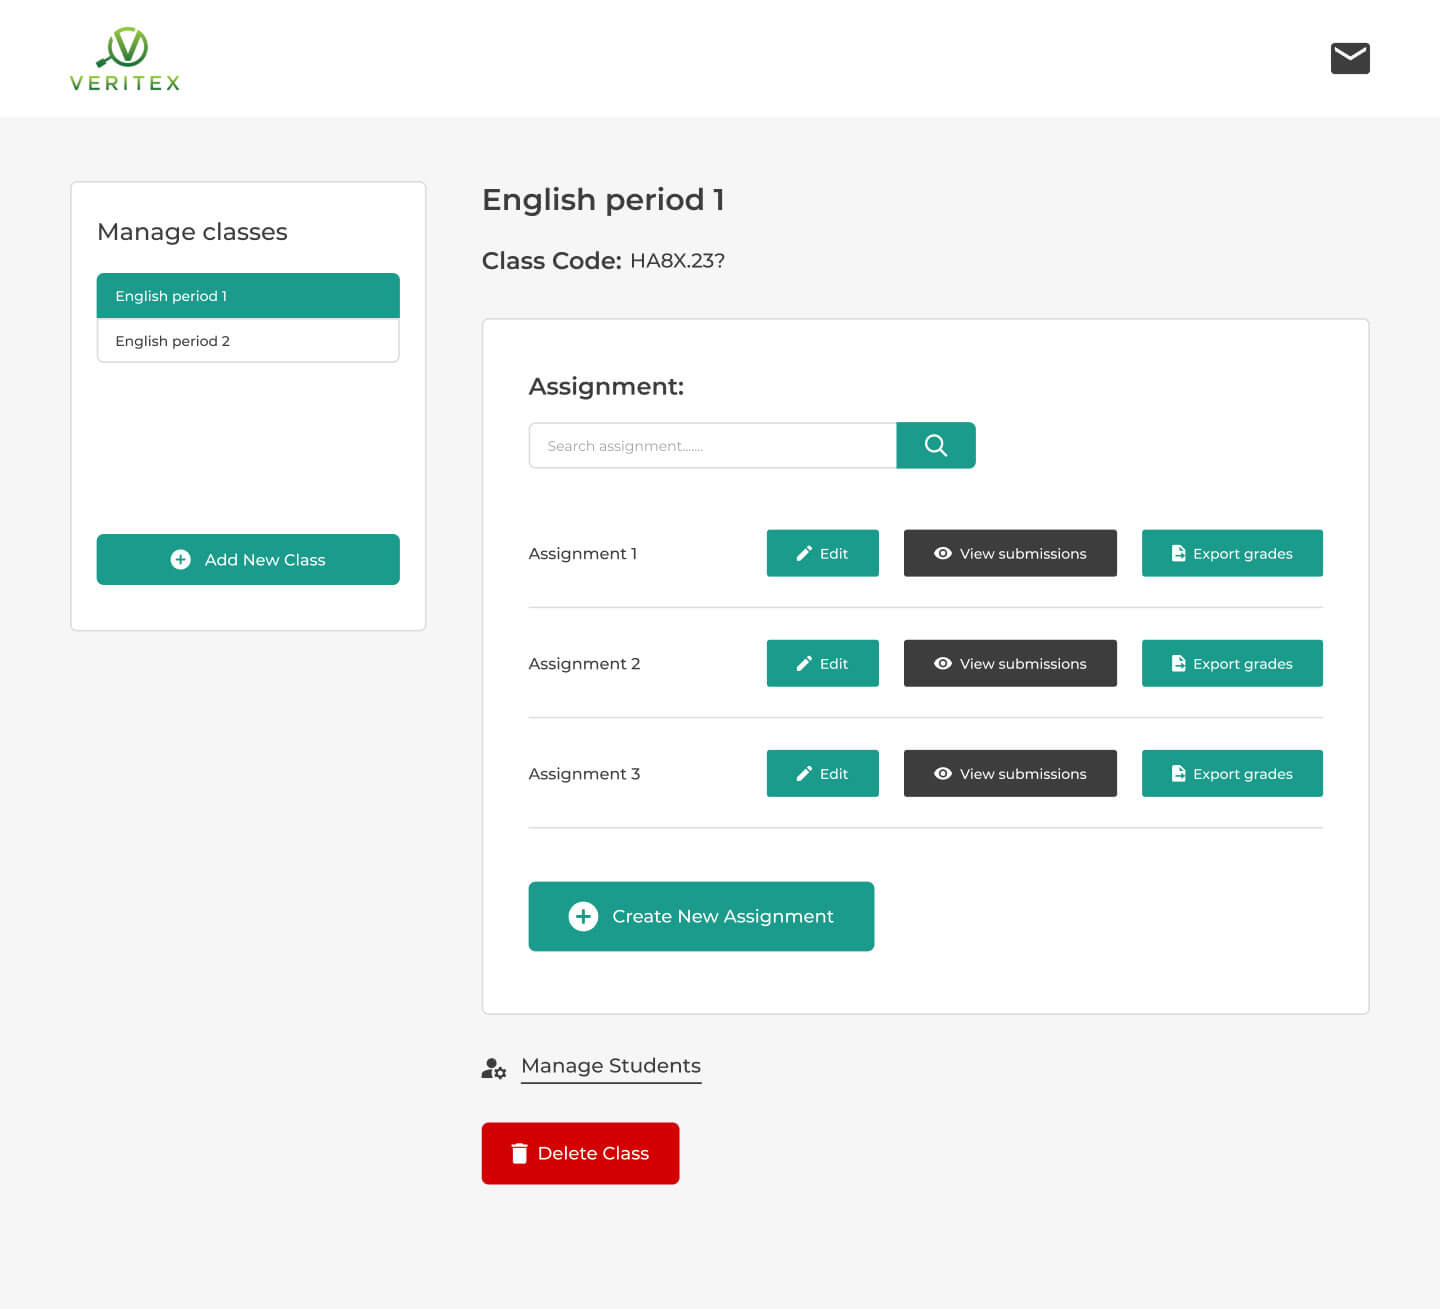 VERITEX
Manage classes
English period 1
English period 2
Add New Class
English period 1
Class Code: HA8X.23?
Assignment:
Search assignment.......
Assignment 1 Edit View submissions Export grades
Assignment 2 Edit View submissions Export grades
Assignment 3 Edit View submissions Export grades
Create New Assignment
Manage Students
Delete Class